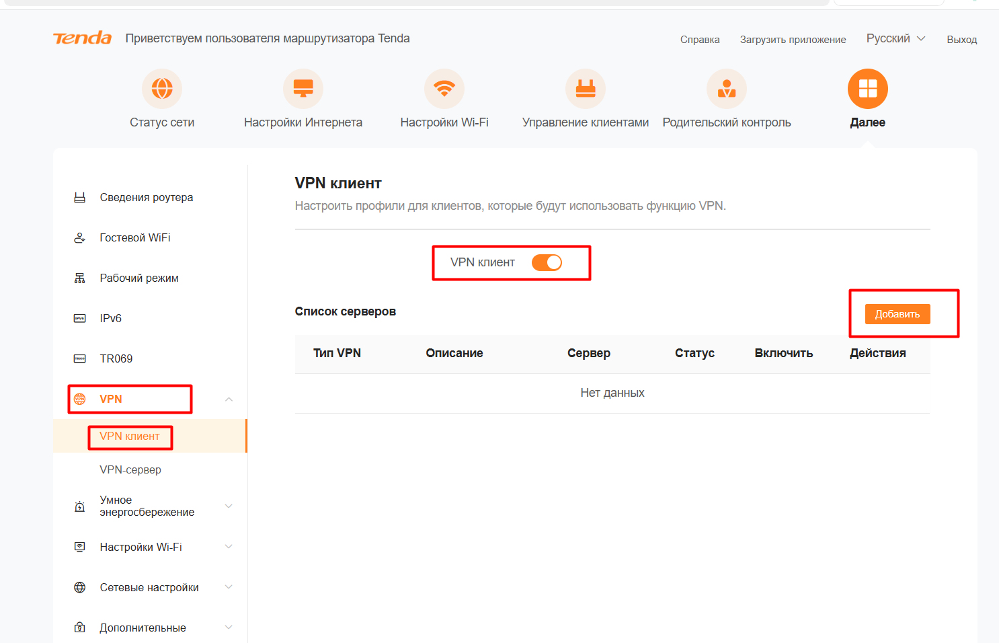 Tenda Приветствуем пользователя маршрутизатора Tenda
Справка Загрузить приложение Русский Выход
Статус сети Настройки Интернета Настройки Wi-Fi Управление клиентами Родительский контроль Далее
VPN клиент
Настроить профили для клиентов, которые будут использовать функцию VPN.
Сведения роутера
Гостевой WiFi
Рабочий режим
IPV6 IPv6
TR069 TR069
VPN VPN
VPN клиент
VPN-сервер
Умное
энергосбережение
Настройки Wi-Fi
Сетевые настройки
Дополнительные
VPN клиент
Список серверов Добавить
Тип VPN Описание Сервер Статус Включить Действия
Нет данных